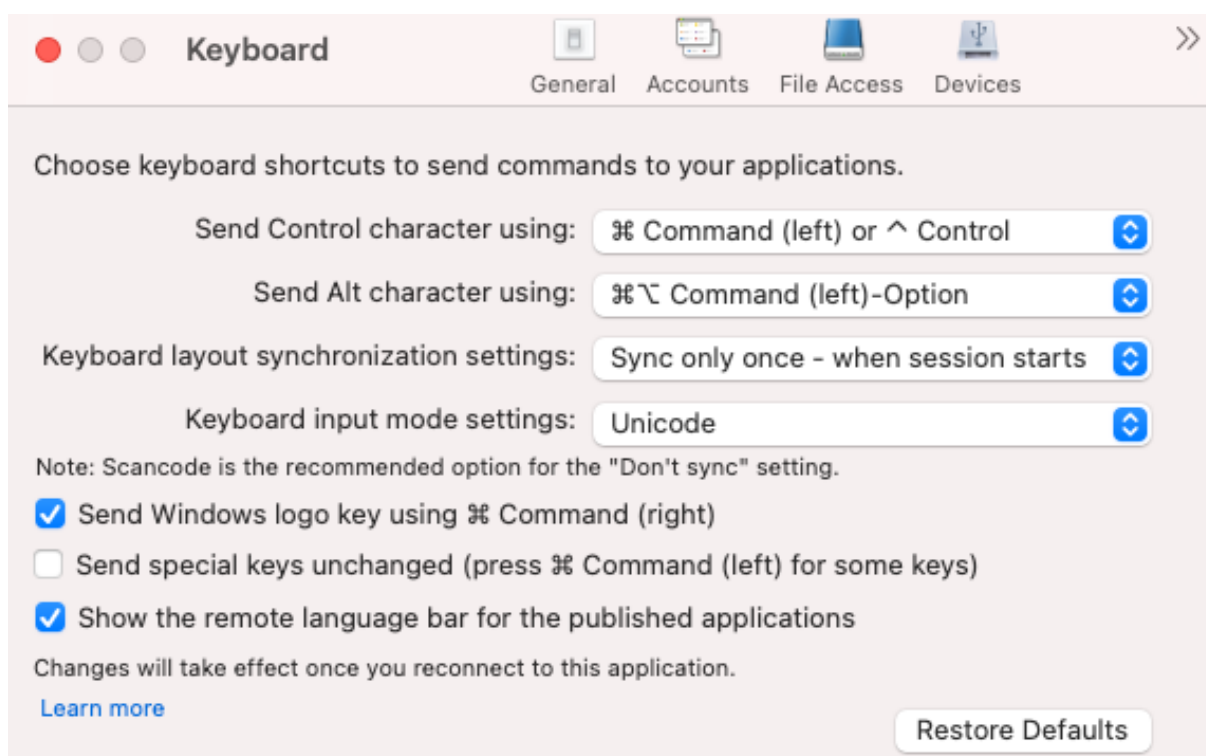 Keyboard
General Accounts File Access Devices
Choose keyboard shortcuts to send commands to your applications.
Send Control character using: ⌘ Command (left) or ^ Control
Send Alt character using: ⌘⌥ Command (left)-Option
Keyboard layout synchronization settings: Sync only once - when session starts
Keyboard input mode settings: Unicode
Note: Scancode is the recommended option for the "Don't sync" setting.
Send Windows logo key using ⌘ Command (right)
Send special keys unchanged (press ⌘ Command (left) for some keys)
Show the remote language bar for the published applications
Changes will take effect once you reconnect to this application.
Learn more
Restore Defaults